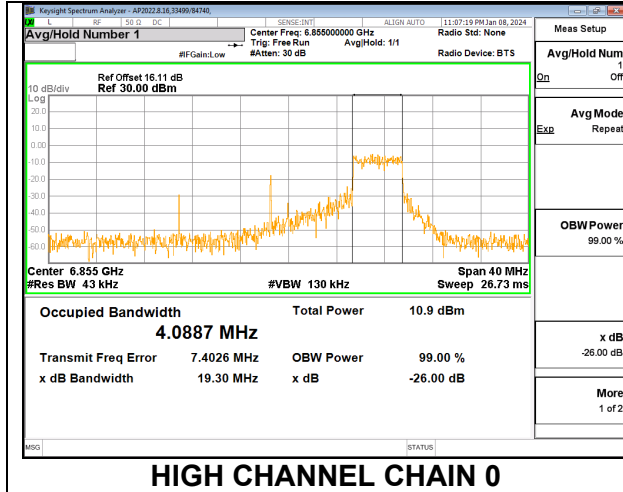 Keysight Spectrum Analyzer - AP2022.8.16,33499/84740,
L RF 50 Ω DC SENSE:INT ALIGN AUTO 11:07:19 PM Jan 08, 2024
Avg/Hold Number 1
Center Freq: 6.855000000 GHz
Radio Std: None
Trig: Free Run Avg|Hold: 1/1
#IFGain:Low #Atten: 30 dB Radio Device: BTS
Ref Offset 16.11 dB
10 dB/div Ref 30.00 dBm
Log
20.0
10.0
0.00
-10.0
-20.0
-30.0
-40.0
-50.0
-60.0
Center 6.855 GHz Span 40 MHz
#Res BW 43 kHz #VBW 130 kHz Sweep 26.73 ms
Occupied Bandwidth Total Power 10.9 dBm
4.0887 MHz
Transmit Freq Error 7.4026 MHz OBW Power 99.00 %
x dB Bandwidth 19.30 MHz x dB -26.00 dB
MSG STATUS
Meas Setup
Avg/Hold Num
1
On Off
Avg Mode
Exp Repeat
OBW Power
99.00 %
x dB
-26.00 dB
More
1 of 2
HIGH CHANNEL CHAIN 0